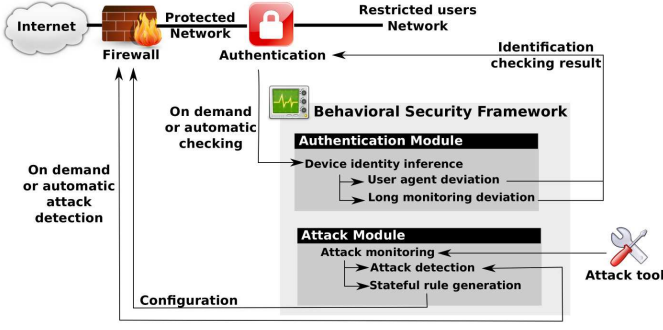 Internet
Firewall
Protected
Network
Authentication
Restricted users
Network
Identification
checking result
On demand
or automatic
checking
Behavioral Security Framework
Authentication Module
Device identity inference
User agent deviation
Long monitoring deviation
On demand
or automatic
attack
detection
Attack Module
Attack monitoring
Attack detection
Stateful rule generation
Attack tool
Configuration